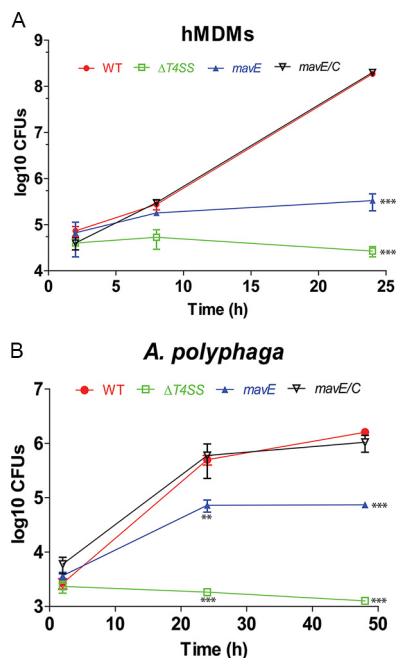 A
hMDMs
WT ΔT4SS mavE mavE/C
log10 CFUs
9
8
7
6
5
4
***
***
0 5 10 15 20 25
Time (h)
B
A. polyphaga
WT ΔT4SS mavE mavE/C
log10 CFUs
7
6
5
4
3
**
***
***
***
0 10 20 30 40 50
Time (h)